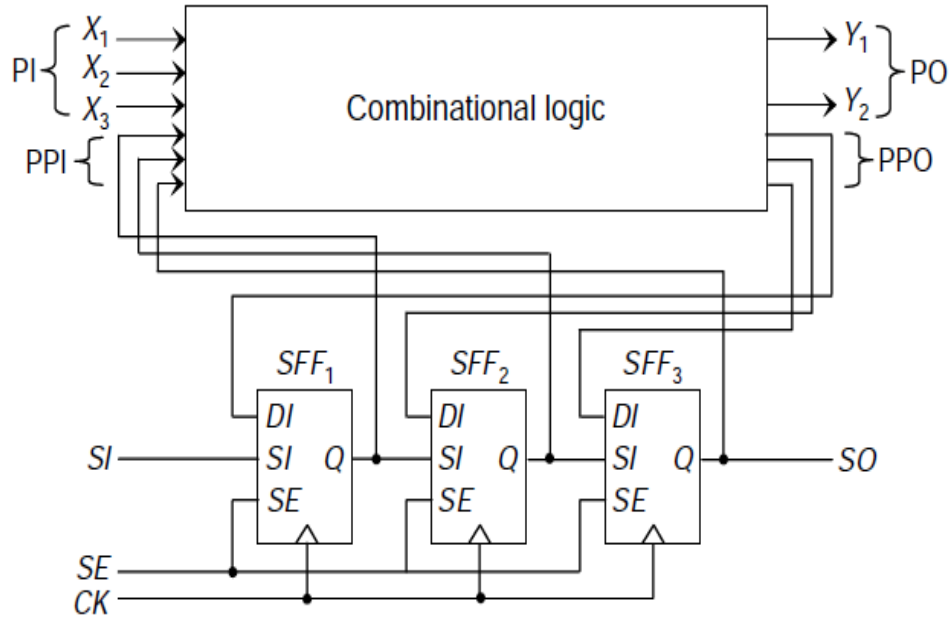 PI
X1
X2
X3
PPI
Combinational logic
Y1
Y2
PO
PPO
SFF1
SFF2
SFF3
DI
DI
DI
SI
SI
Q
SI
Q
SI
Q
SO
SE
SE
SE
SE
CK